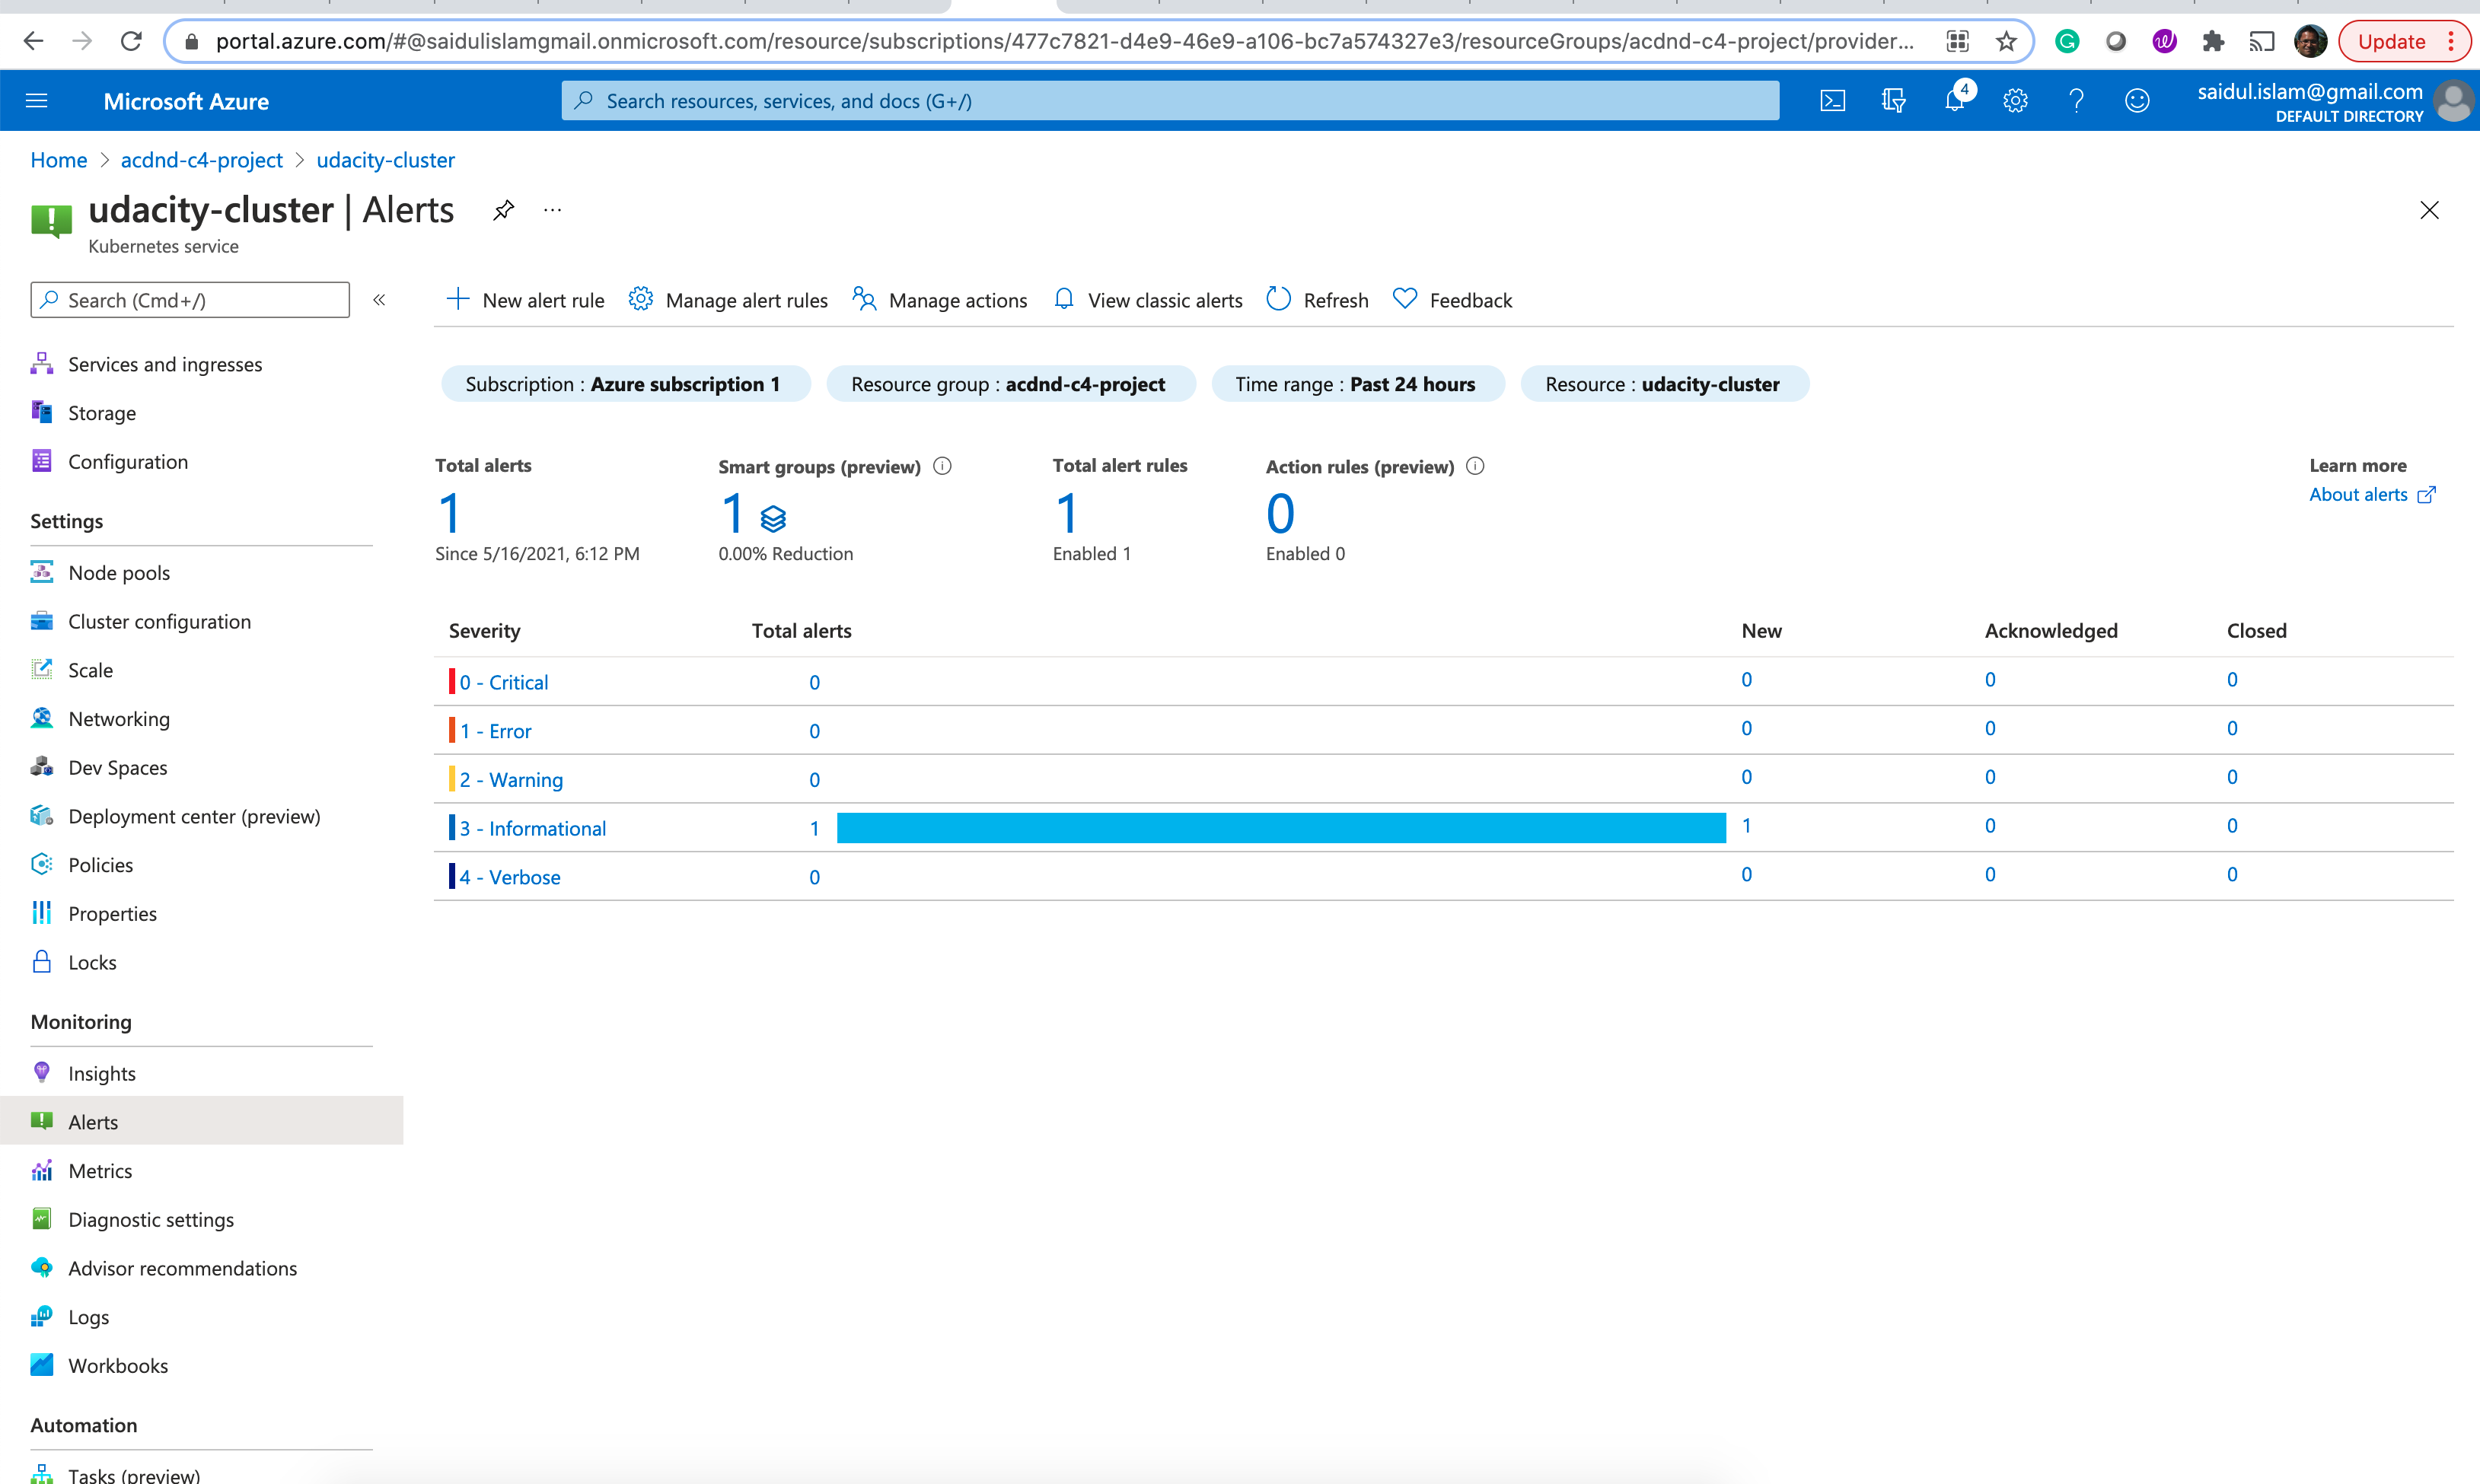 portal.azure.com/#@saidulislamgmail.onmicrosoft.com/resource/subscriptions/477c7821-d4e9-46e9-a106-bc7a574327e3/resourceGroups/acdnd-c4-project/provider...
Update
Microsoft Azure
Search resources, services, and docs (G+/)
4
saidul.islam@gmail.com
DEFAULT DIRECTORY
Home > acdnd-c4-project > udacity-cluster
udacity-cluster | Alerts
Kubernetes service
Search (Cmd+/)
Services and ingresses
Storage
Configuration
Settings
Node pools
Cluster configuration
Scale
Networking
Dev Spaces
Deployment center (preview)
Policies
Properties
Locks
Monitoring
Insights
Alerts
Metrics
Diagnostic settings
Advisor recommendations
Logs
Workbooks
Automation
Tasks (preview)
New alert rule Manage alert rules Manage actions View classic alerts Refresh Feedback
Subscription : Azure subscription 1 Resource group : acdnd-c4-project Time range : Past 24 hours Resource : udacity-cluster
Total alerts Smart groups (preview) Total alert rules Action rules (preview)
1 1 1 0
Since 5/16/2021, 6:12 PM 0.00% Reduction Enabled 1 Enabled 0
Learn more
About alerts
Severity Total alerts New Acknowledged Closed
0 - Critical 0 0 0 0
1 - Error 0 0 0 0
2 - Warning 0 0 0 0
3 - Informational 1 1 0 0
4 - Verbose 0 0 0 0